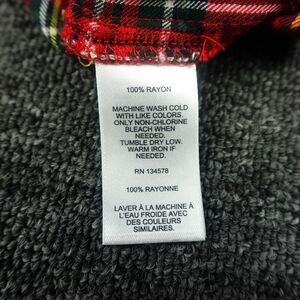 100% RAYON
MACHINE WASH COLD
WITH LIKE COLORS.
ONLY NON-CHLORINE
BLEACH WHEN
NEEDED.
TUMBLE DRY LOW.
WARM IRON IF
NEEDED.
RN 134578
100% RAYONNE
LAVER À LA MACHINE À
L'EAU FROIDE AVEC
DES COULEURS
SIMILAIRES.